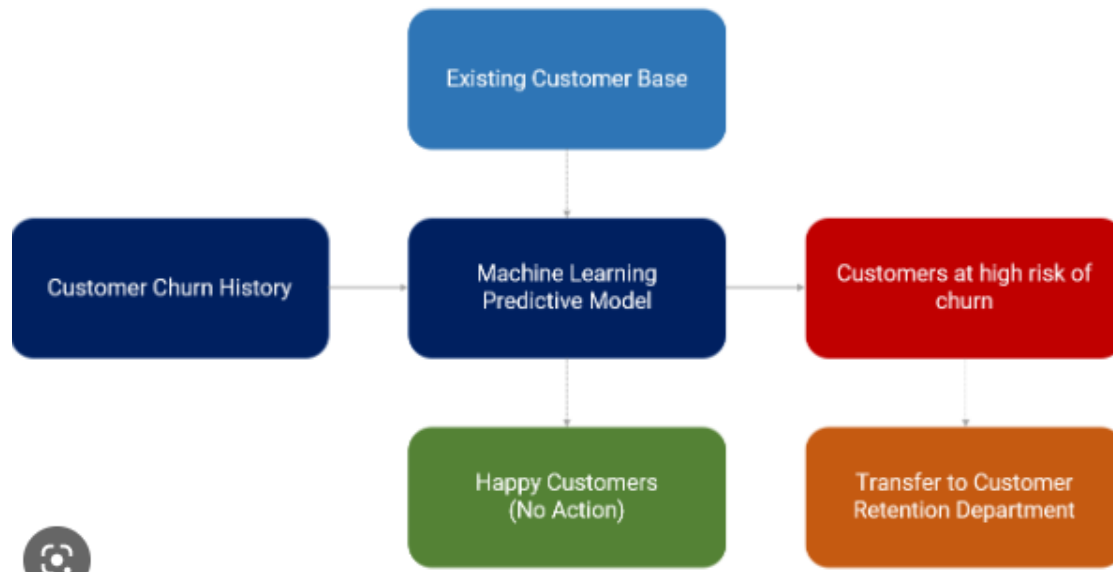 Existing Customer Base
Customer Churn History
Machine Learning
Predictive Model
Customers at high risk of
churn
Happy Customers
(No Action)
Transfer to Customer
Retention Department